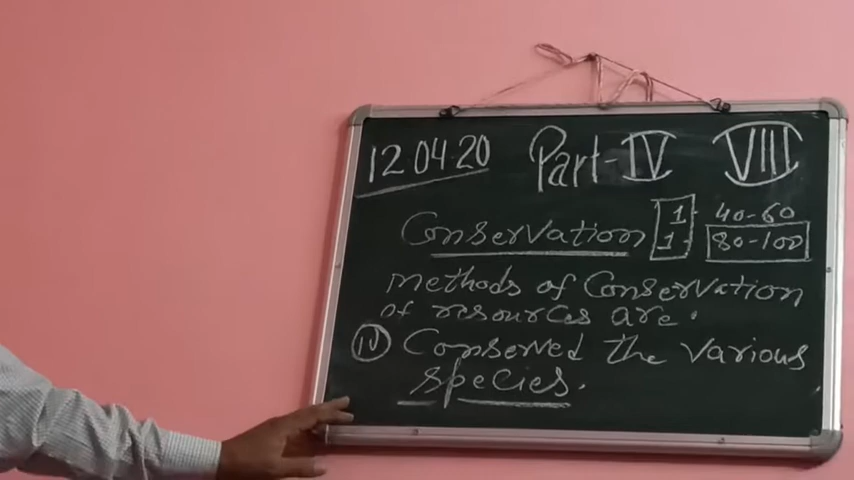 12.04.20 Part-IV VIII
Conservation 1 40-60
1 80-100
methods of Conservation
of resources are.
IV Conserved the various
species.